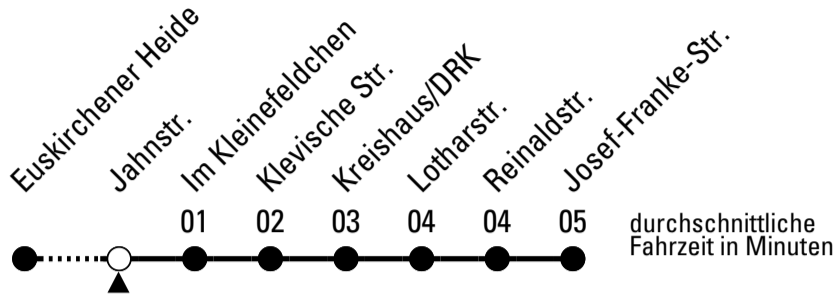 Euskirchener Heide
Jahnstr.
Im Kleinefeldchen
Klevische Str.
Kreishaus/DRK
Lotharstr.
Reinaldstr.
Josef-Franke-Str.
01 02 03 04 04 05
durchschnittliche
Fahrzeit in Minuten